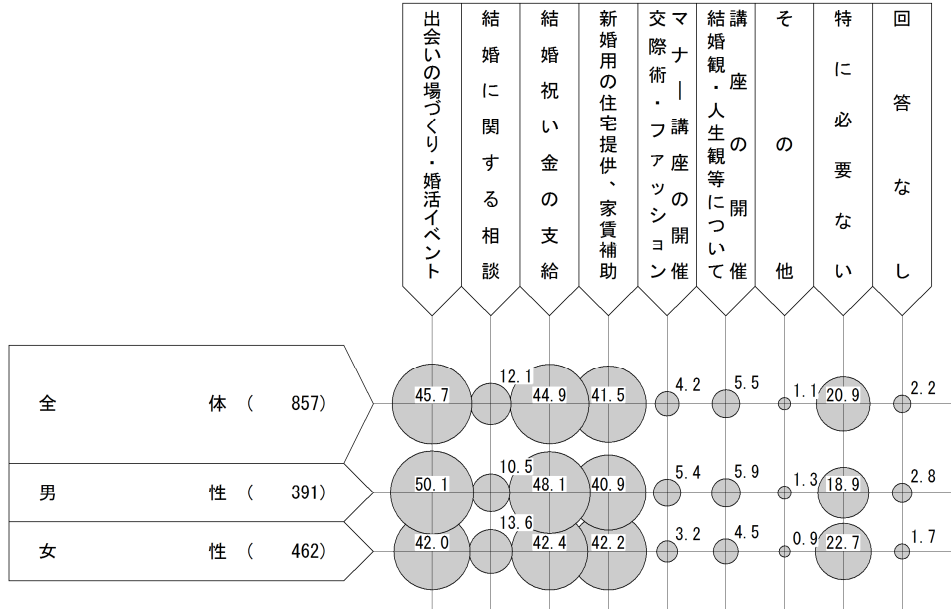 出会いの場づくり・婚活イベント
結婚に関する相談
結婚祝い金の支給
新婚用の住宅提供、家賃補助
交際術・ファッション
マナー講座の開催
結婚観・人生観等について
講座の開催
その他
特に必要ない
回答なし
全体( 857) 45.7 12.1 44.9 41.5 4.2 5.5 1.1 20.9 2.2
男性( 391) 50.1 10.5 48.1 40.9 5.4 5.9 1.3 18.9 2.8
女性( 462) 42.0 13.6 42.4 42.2 3.2 4.5 0.9 22.7 1.7